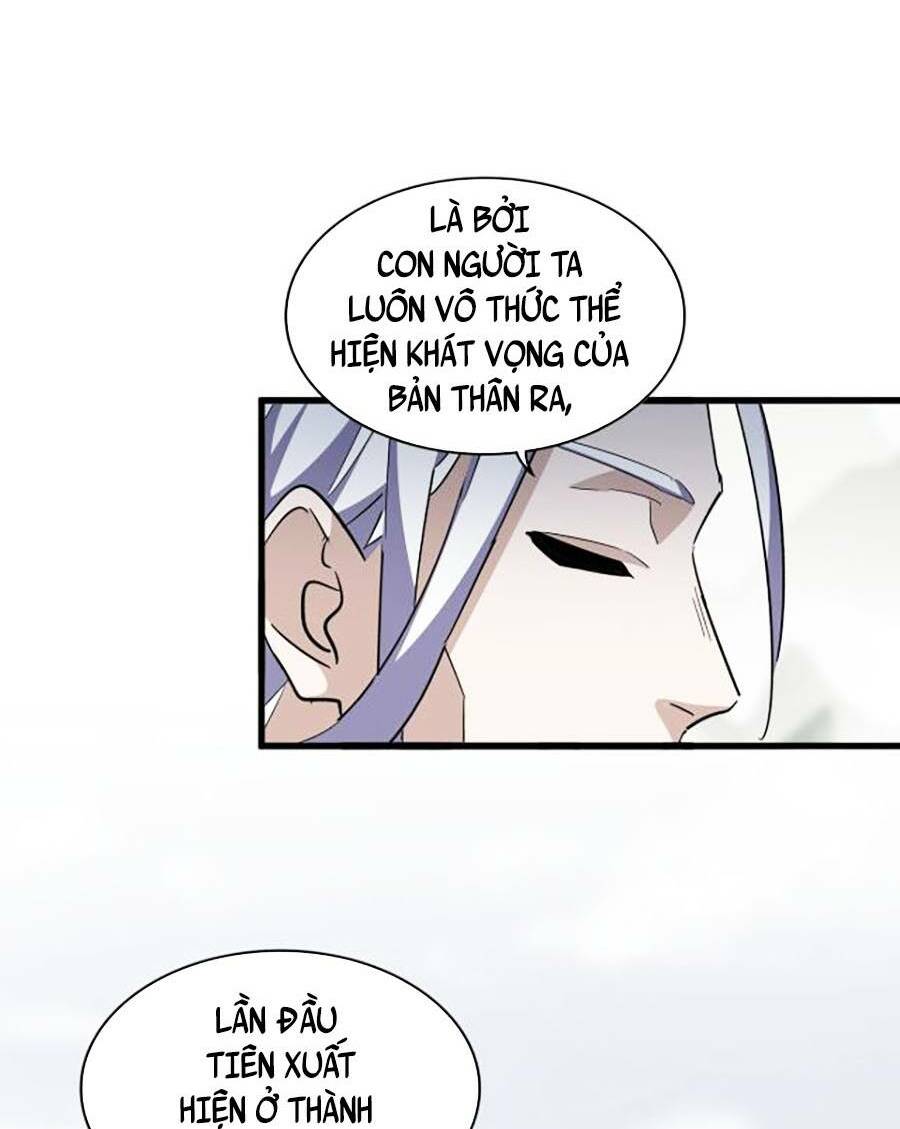 LÀ BỞI
CON NGƯỜI TA
LUÔN VÔ THỨC THỂ
HIỆN KHÁT VỌNG CỦA
BẢN THÂN RA,
LẦN ĐẦU
TIÊN XUẤT
HIỆN Ở THÀNH